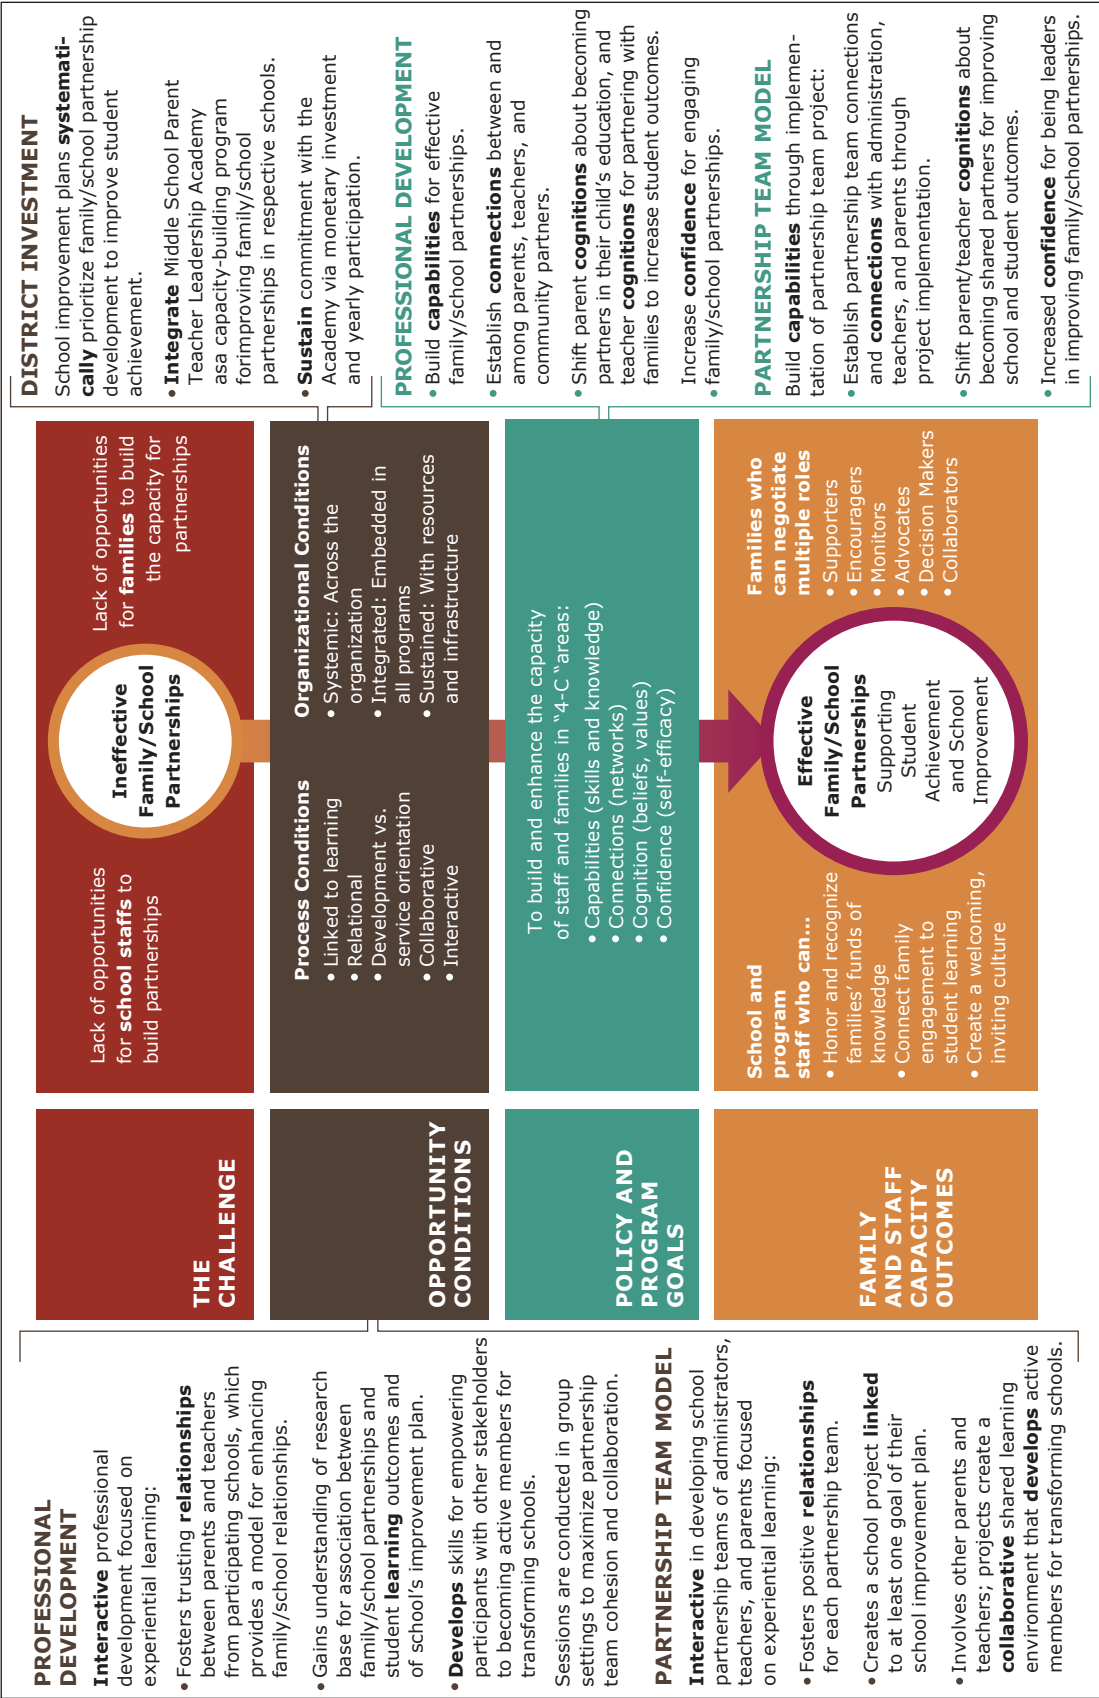 PROFESSIONAL
DEVELOPMENT
Interactive professional
development focused on
experiential learning:
• Fosters trusting relationships
between parents and teachers
from participating schools, which
provides a model for enhancing
family/school relationships.
• Gains understanding of research
base for association between
family/school partnerships and
student learning outcomes and
of school's improvement plan.
• Develops skills for empowering
participants with other stakeholders
to becoming active members for
transforming schools.
Sessions are conducted in group
settings to maximize partnership
team cohesion and collaboration.
PARTNERSHIP TEAM MODEL
Interactive in developing school
partnership teams of administrators,
teachers, and parents focused
on experiential learning:
• Fosters positive relationships
for each partnership team.
• Creates a school project linked
to at least one goal of their
school improvement plan.
• Involves other parents and
teachers; projects create a
collaborative shared learning
environment that develops active
members for transforming schools.
THE
CHALLENGE
Lack of opportunities
for school staffs to
build partnerships
Ineffective
Family/School
Partnerships
Lack of opportunities
for families to build
the capacity for
partnerships
OPPORTUNITY
CONDITIONS
Process Conditions
• Linked to learning
• Relational
• Development vs.
service orientation
• Collaborative
• Interactive
Organizational Conditions
• Systemic: Across the
organization
• Integrated: Embedded in
all programs
• Sustained: With resources
and infrastructure
POLICY AND
PROGRAM
GOALS
To build and enhance the capacity
of staff and families in "4-C "areas:
• Capabilities (skills and knowledge)
• Connections (networks)
• Cognition (beliefs, values)
• Confidence (self-efficacy)
FAMILY
AND STAFF
CAPACITY
OUTCOMES
School and
program
staff who can...
• Honor and recognize
families' funds of
knowledge
• Connect family
engagement to
student learning
• Create a welcoming,
inviting culture
Effective
Family/School
Partnerships
Supporting
Student
Achievement
and School
Improvement
Families who
can negotiate
multiple roles
• Supporters
• Encouragers
• Monitors
• Advocates
• Decision Makers
• Collaborators
DISTRICT INVESTMENT
School improvement plans systemati-
cally prioritize family/school partnership
development to improve student
achievement.
• Integrate Middle School Parent
Teacher Leadership Academy
asa capacity-building program
forimproving family/school
partnerships in respective schools.
• Sustain commitment with the
Academy via monetary investment
and yearly participation.
PROFESSIONAL DEVELOPMENT
• Build capabilities for effective
family/school partnerships.
• Establish connections between and
among parents, teachers, and
community partners.
• Shift parent cognitions about becoming
partners in their child's education, and
teacher cognitions for partnering with
families to increase student outcomes.
Increase confidence for engaging
• family/school partnerships.
PARTNERSHIP TEAM MODEL
Build capabilities through implemen-
tation of partnership team project:
• Establish partnership team connections
and connections with administration,
teachers, and parents through
project implementation.
• Shift parent/teacher cognitions about
becoming shared partners for improving
school and student outcomes.
• Increased confidence for being leaders
in improving family/school partnerships.